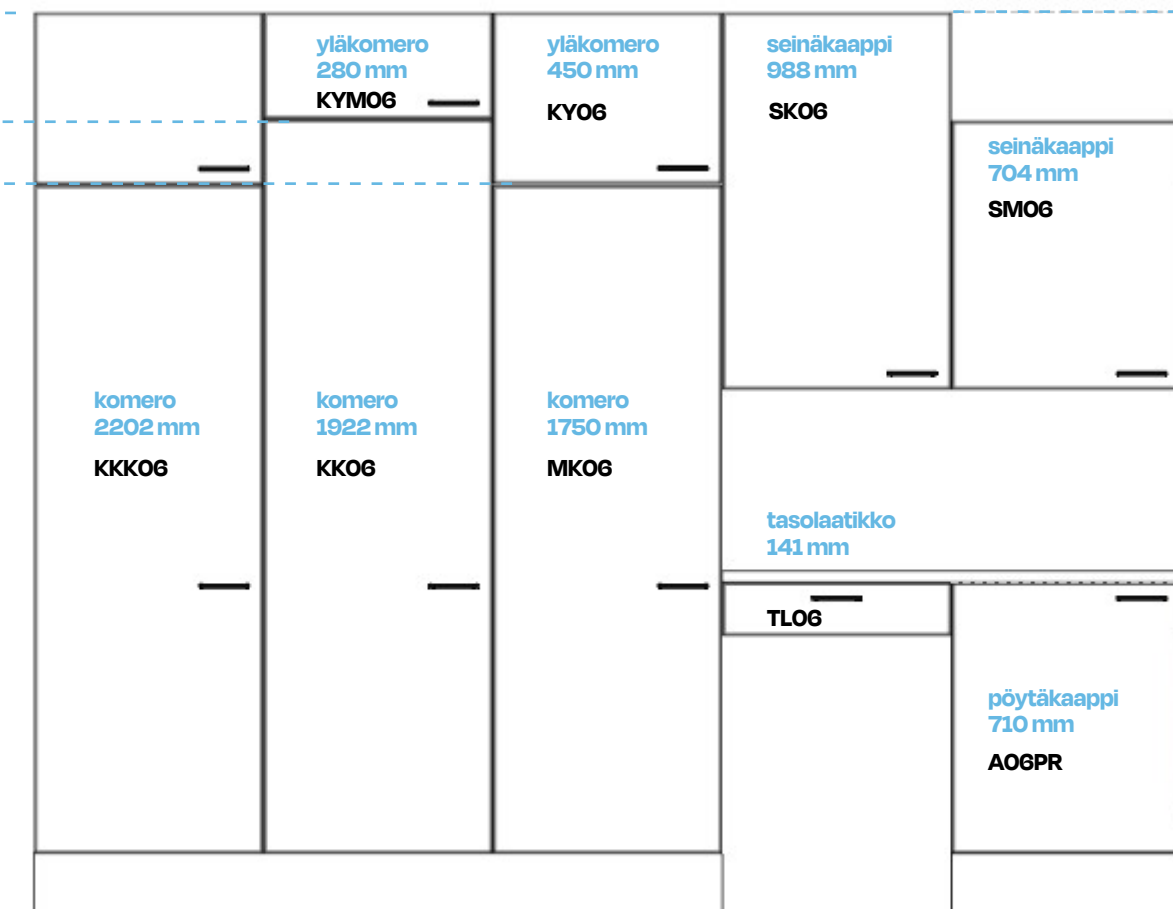 yläkomero
280 mm
KYM06
yläkomero
450 mm
KY06
seinäkaappi
988 mm
SK06
seinäkaappi
704 mm
SM06
komero
2202 mm
KKK06
komero
1922 mm
KK06
komero
1750 mm
MK06
tasolaatikko
141 mm
TL06
pöytäkaappi
710 mm
A06PR